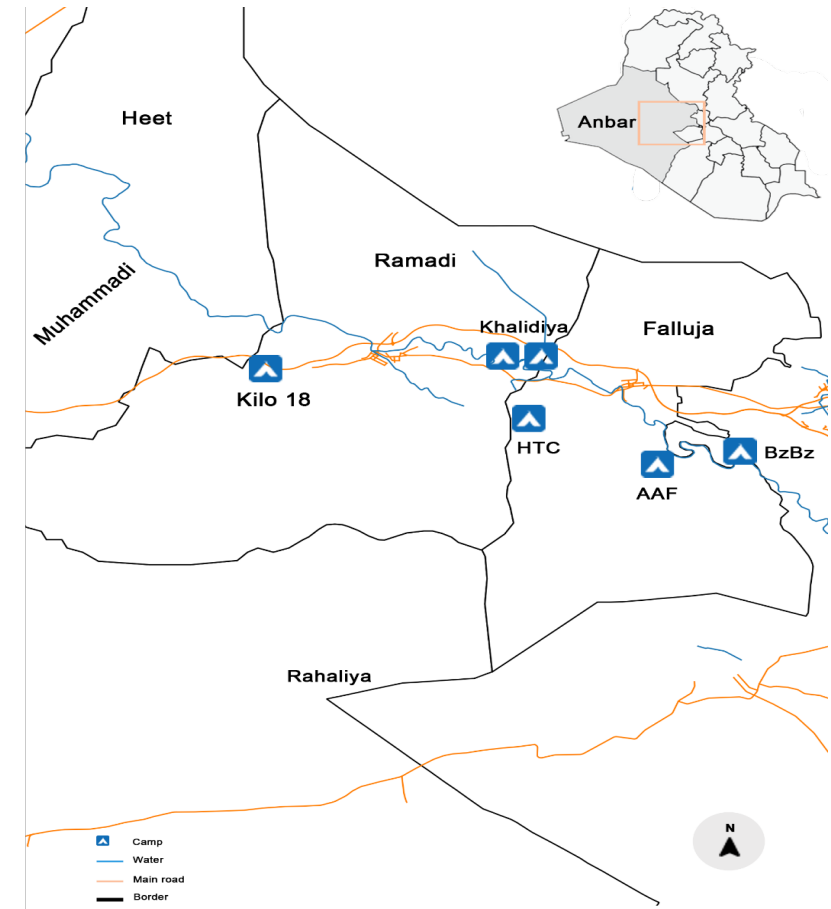 Heet
Anbar
Muhammadi
Ramadi
Khalidiya
Falluja
Kilo 18
HTC
BzBz
AAF
Rahaliya
Camp
Water
Main road
Border
N